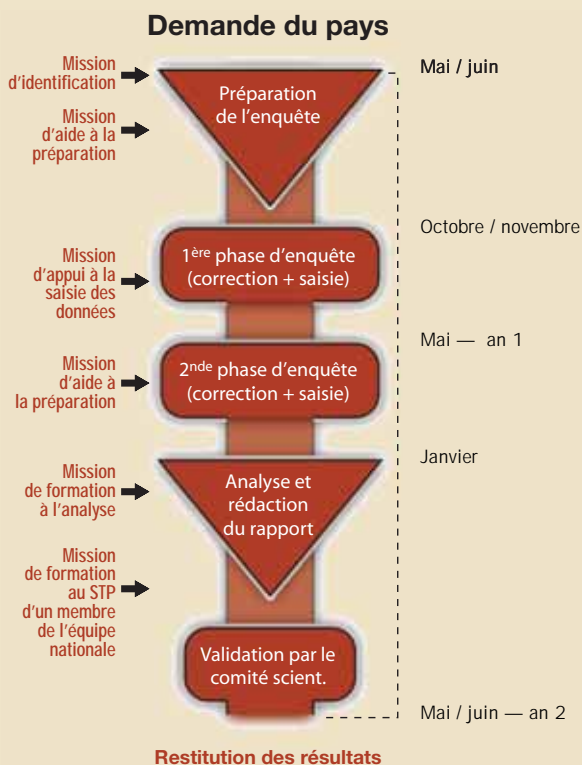 Demande du pays
Mission
d'identification
Mai / juin
Préparation
de l'enquête
Mission
d'aide à la
préparation
Octobre / novembre
1ère phase d'enquête
(correction + saisie)
Mission
d'appui à la
saisie des
données
Mai — an 1
2nde phase d'enquête
(correction + saisie)
Mission
d'aide à
la préparation
Janvier
Mission
de formation
à l'analyse
Analyse et
rédaction
du rapport
Mission
de formation
au STP
d'un membre
de l'équipe
nationale
Validation par le
comité scient.
Mai / juin — an 2
Restitution des résultats